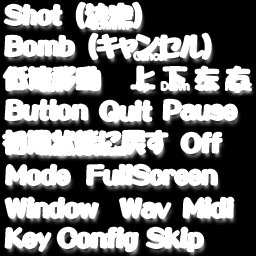 Shot (決定)
Bomb (キャンセル)
低速移動 上下左右
Button Quit Pause
初期状態に戻す Off
Mode FullScreen
Window Wav Midi
Key Config Skip